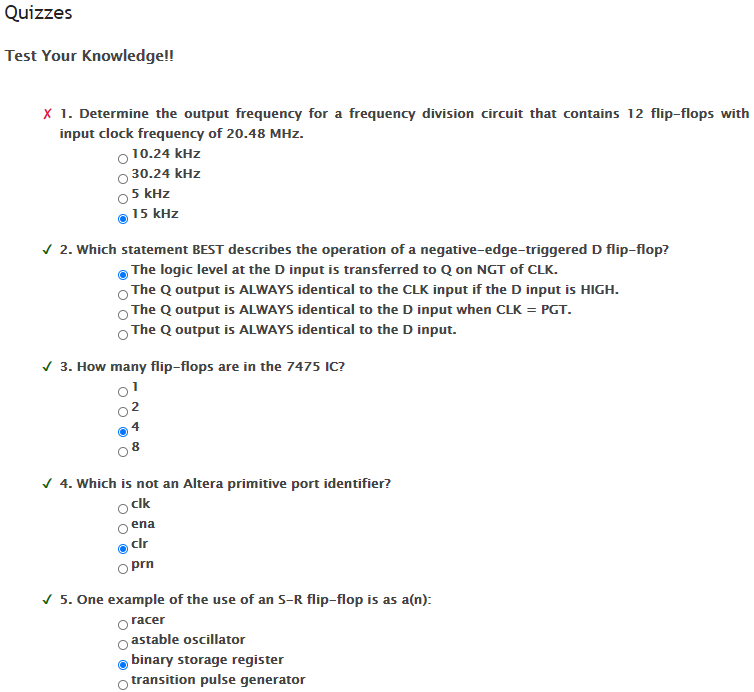 Quizzes
Test Your Knowledge!!
✗ 1. Determine the output frequency for a frequency division circuit that contains 12 flip-flops with
input clock frequency of 20.48 MHz.
10.24 kHz
30.24 kHz
5 kHz
15 kHz
✓ 2. Which statement BEST describes the operation of a negative-edge-triggered D flip-flop?
The logic level at the D input is transferred to Q on NGT of CLK.
The Q output is ALWAYS identical to the CLK input if the D input is HIGH.
The Q output is ALWAYS identical to the D input when CLK = PGT.
The Q output is ALWAYS identical to the D input.
✓ 3. How many flip-flops are in the 7475 IC?
1
2
4
8
✓ 4. Which is not an Altera primitive port identifier?
clk
ena
clr
prn
✓ 5. One example of the use of an S-R flip-flop is as a(n):
racer
astable oscillator
binary storage register
transition pulse generator